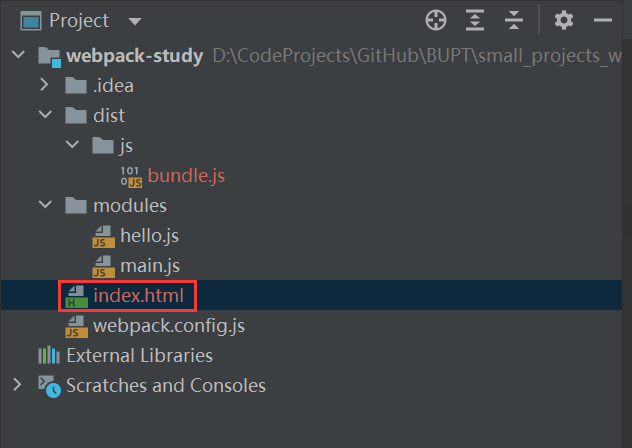 Project
webpack-study D:\CodeProjects\GitHub\BUPT\small_projects_w
.idea
dist
js
bundle.js
modules
hello.js
main.js
index.html
webpack.config.js
External Libraries
Scratches and Consoles